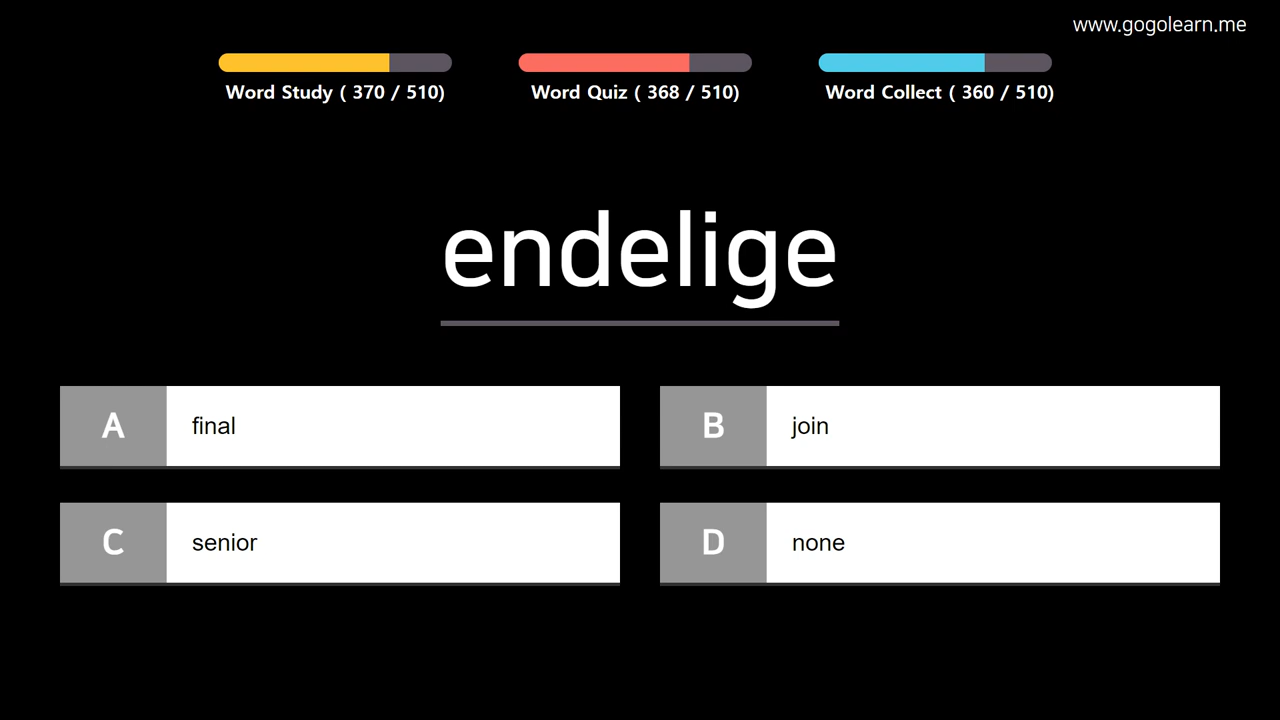 www.gogolearn.me
Word Study ( 370 / 510)
Word Quiz ( 368 / 510)
Word Collect ( 360 / 510)
endelige
A final
B join
C senior
D none